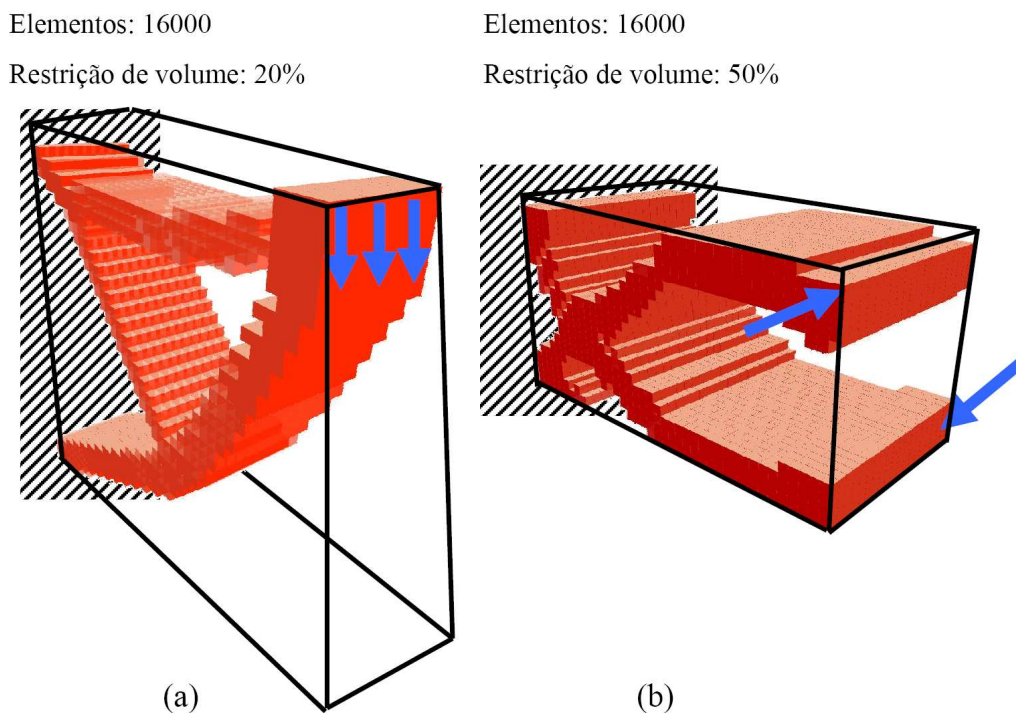 Elementos: 16000
Restrição de volume: 20%
Elementos: 16000
Restrição de volume: 50%
(a)
(b)